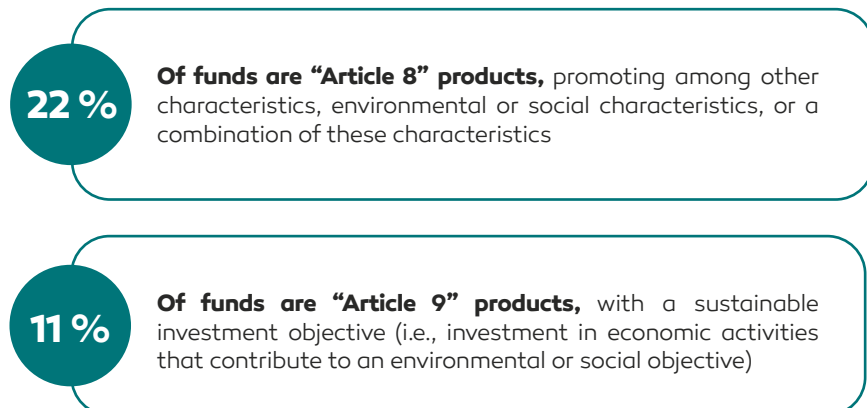 22 %
Of funds are “Article 8” products, promoting among other
characteristics, environmental or social characteristics, or a
combination of these characteristics
11 %
Of funds are “Article 9” products, with a sustainable
investment objective (i.e., investment in economic activities
that contribute to an environmental or social objective)